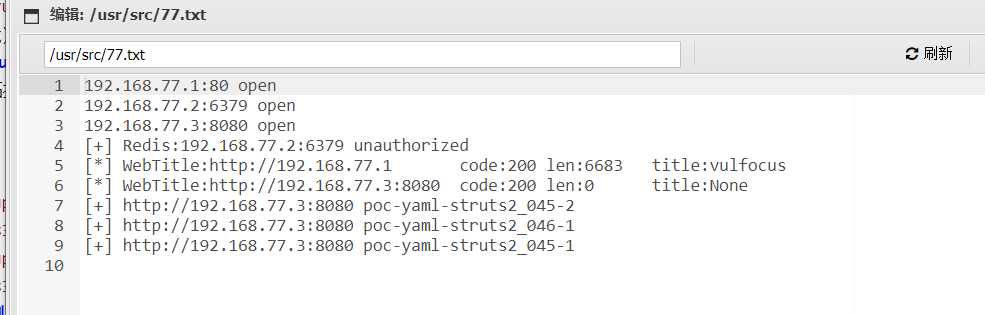 编辑: /usr/src/77.txt
/usr/src/77.txt
刷新
1 192.168.77.1:80 open
2 192.168.77.2:6379 open
3 192.168.77.3:8080 open
4 [+] Redis:192.168.77.2:6379 unauthorized
5 [*] WebTitle:http://192.168.77.1 code:200 len:6683 title:vulfocus
6 [*] WebTitle:http://192.168.77.3:8080 code:200 len:0 title:None
7 [+] http://192.168.77.3:8080 poc-yaml-struts2_045-2
8 [+] http://192.168.77.3:8080 poc-yaml-struts2_046-1
9 [+] http://192.168.77.3:8080 poc-yaml-struts2_045-1
10